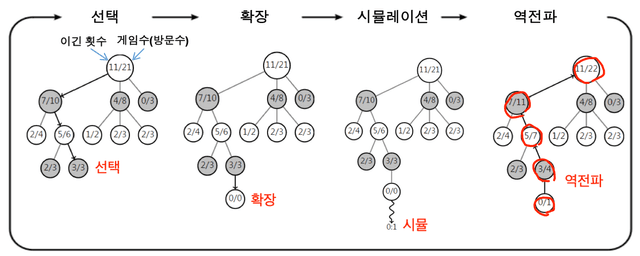 선택 확장 시뮬레이션 역전파
이긴 횟수 게임수(방문수)
11/21 11/21 11/21 11/22
7/10 4/8 0/3 7/10 4/8 0/3 7/10 4/8 0/3 7/11 4/8 0/3
2/4 5/6 1/2 2/3 2/3 2/4 5/6 1/2 2/3 2/3 2/4 5/6 1/2 2/3 2/3 2/4 5/7 1/2 2/3 2/3
2/3 3/3 선택 2/3 3/3 2/3 3/3 2/3 3/4 역전파
0/0 확장 0/0 0/1
0:1 시뮬